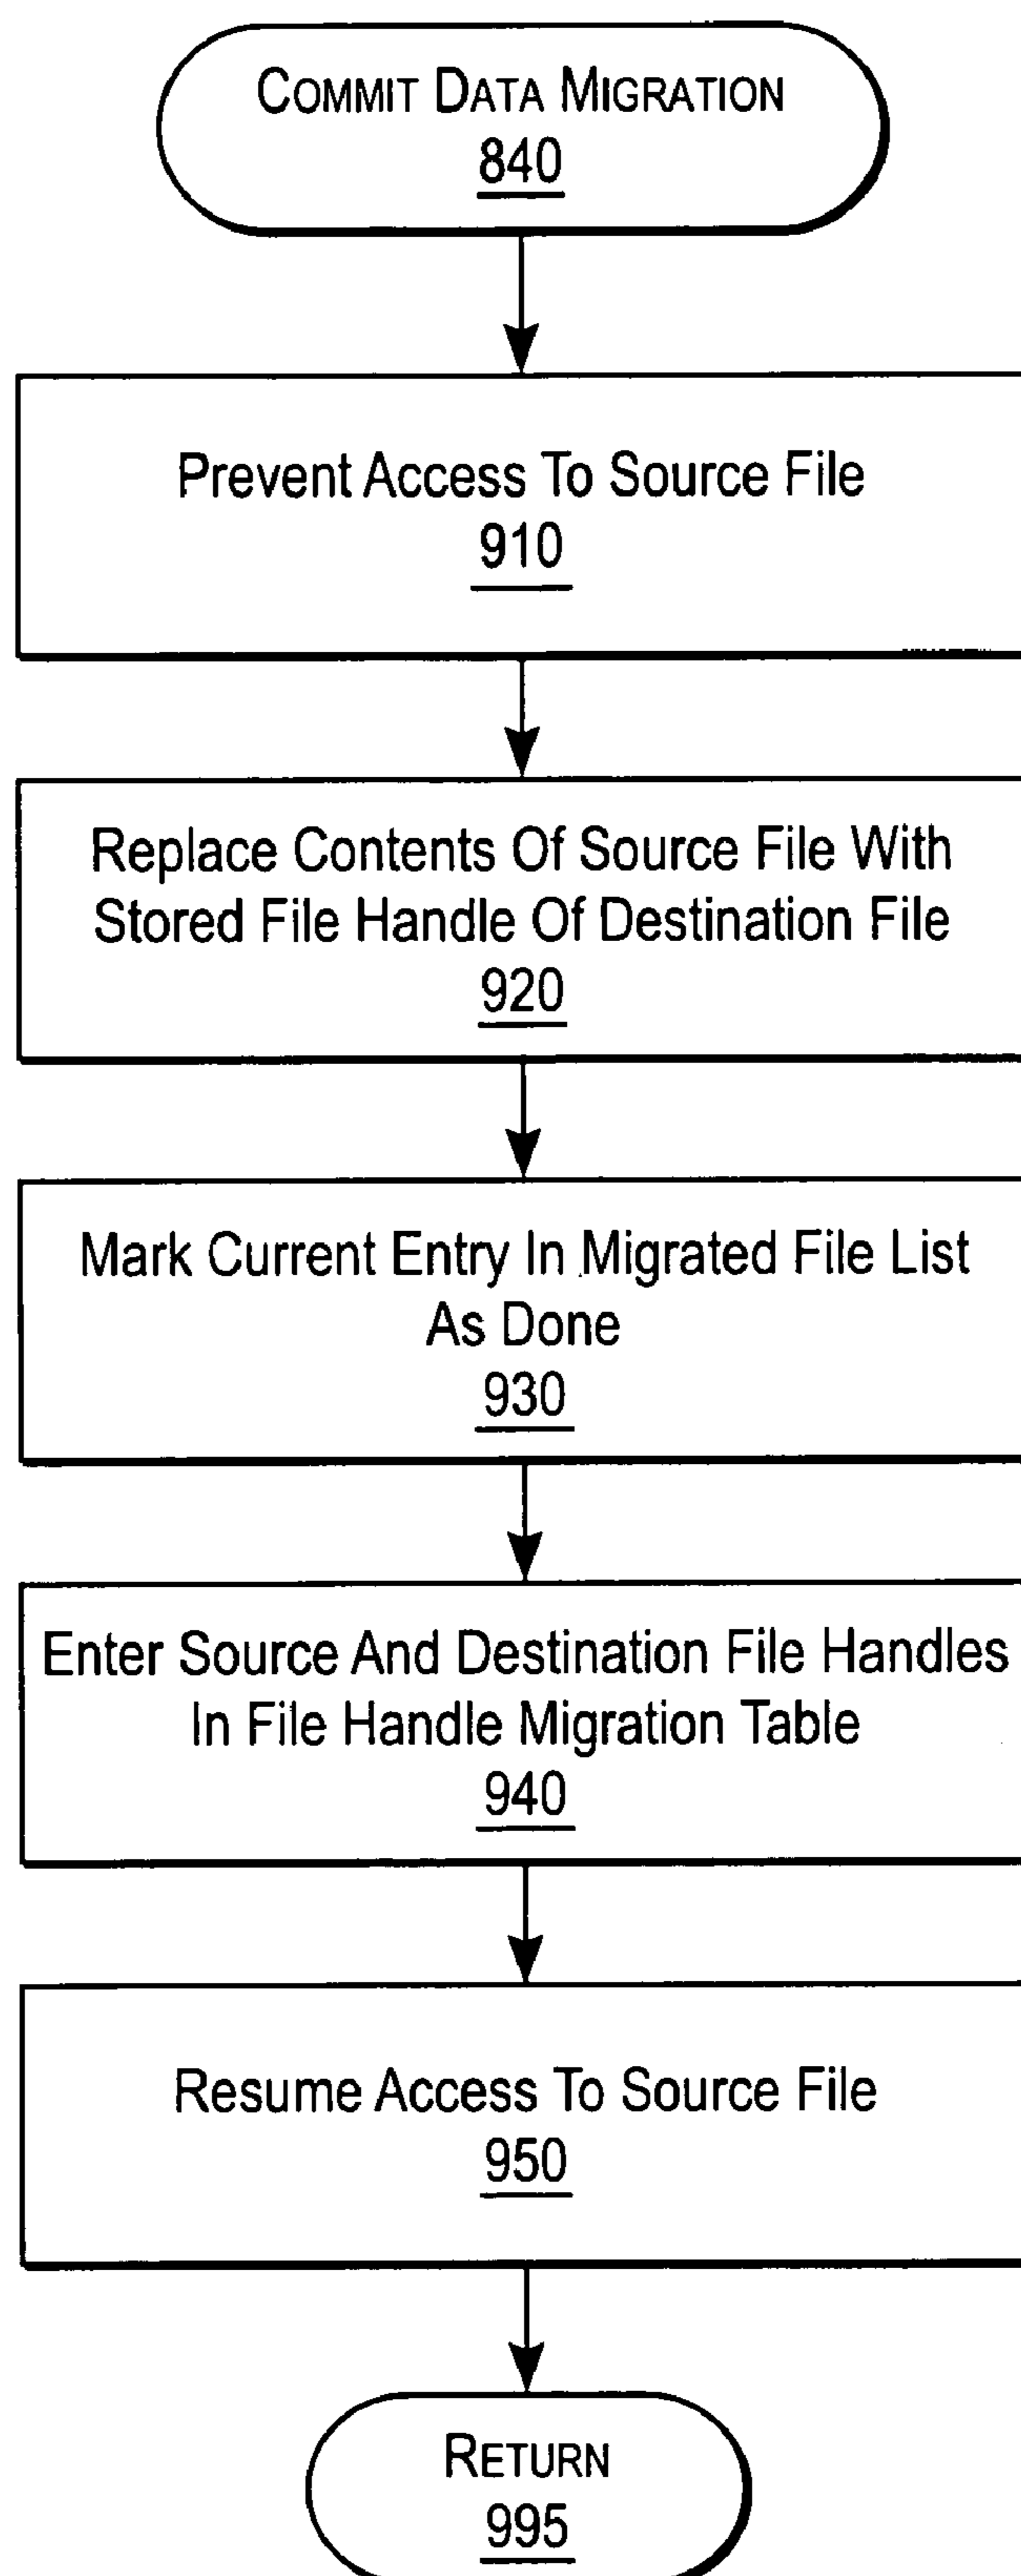 COMMIT DATA MIGRATION
840
Prevent Access To Source File
910
Replace Contents Of Source File With
Stored File Handle Of Destination File
920
Mark Current Entry In Migrated File List
As Done
930
Enter Source And Destination File Handles
In File Handle Migration Table
940
Resume Access To Source File
950
RETURN
995